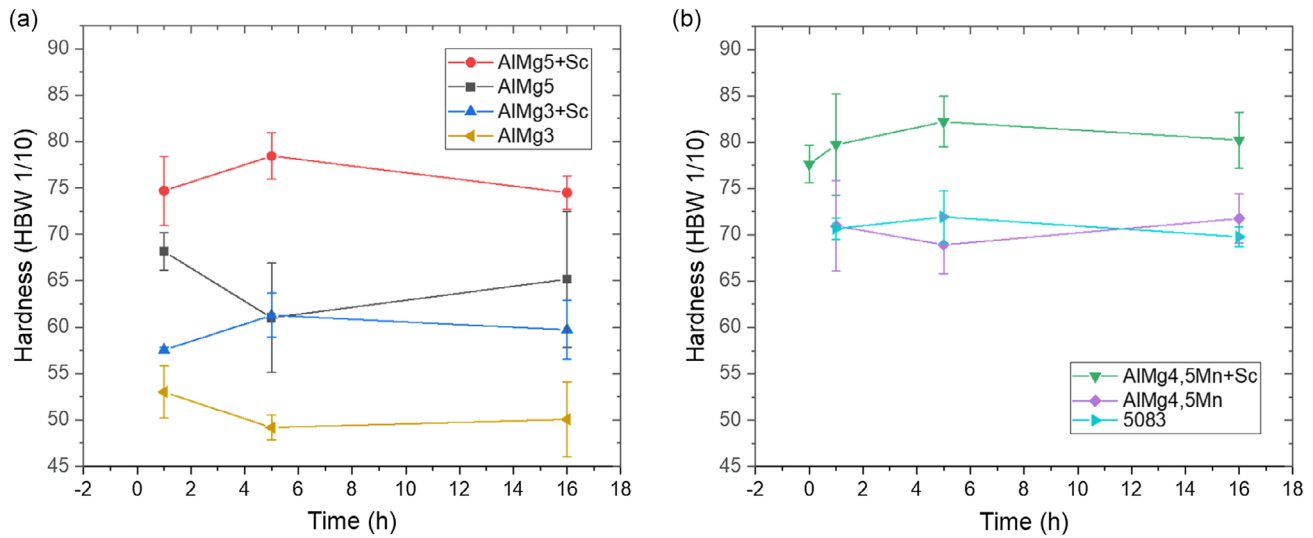 (a)
90
85
80
75
70
65
60
55
50
45
Hardness (HBW 1/10)
AlMg5+Sc
AlMg5
AlMg3+Sc
AlMg3
-2 0 2 4 6 8 10 12 14 16 18
Time (h)
(b)
90
85
80
75
70
65
60
55
50
45
Hardness (HBW 1/10)
AlMg4,5Mn+Sc
AlMg4,5Mn
5083
-2 0 2 4 6 8 10 12 14 16 18
Time (h)